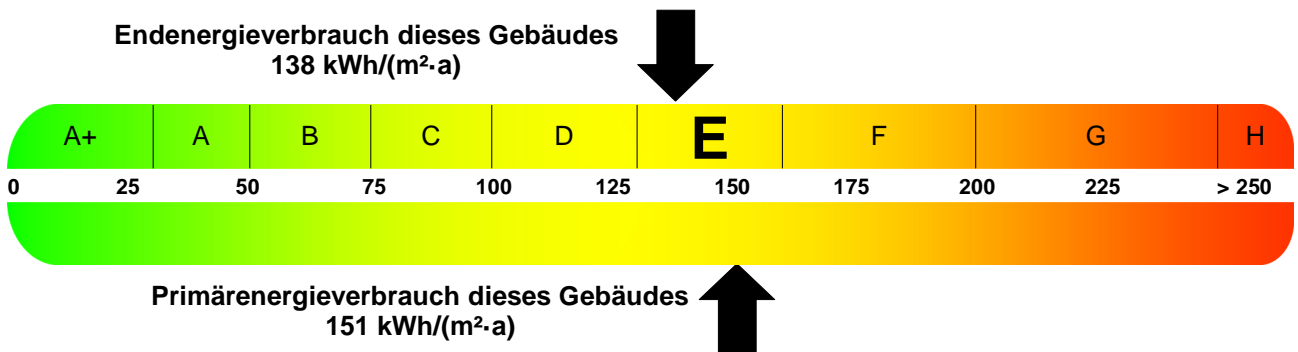 Endenergieverbrauch dieses Gebäudes
138 kWh/(m²·a)
A+ A B C D E F G H
0 25 50 75 100 125 150 175 200 225 > 250
Primärenergieverbrauch dieses Gebäudes
151 kWh/(m²·a)